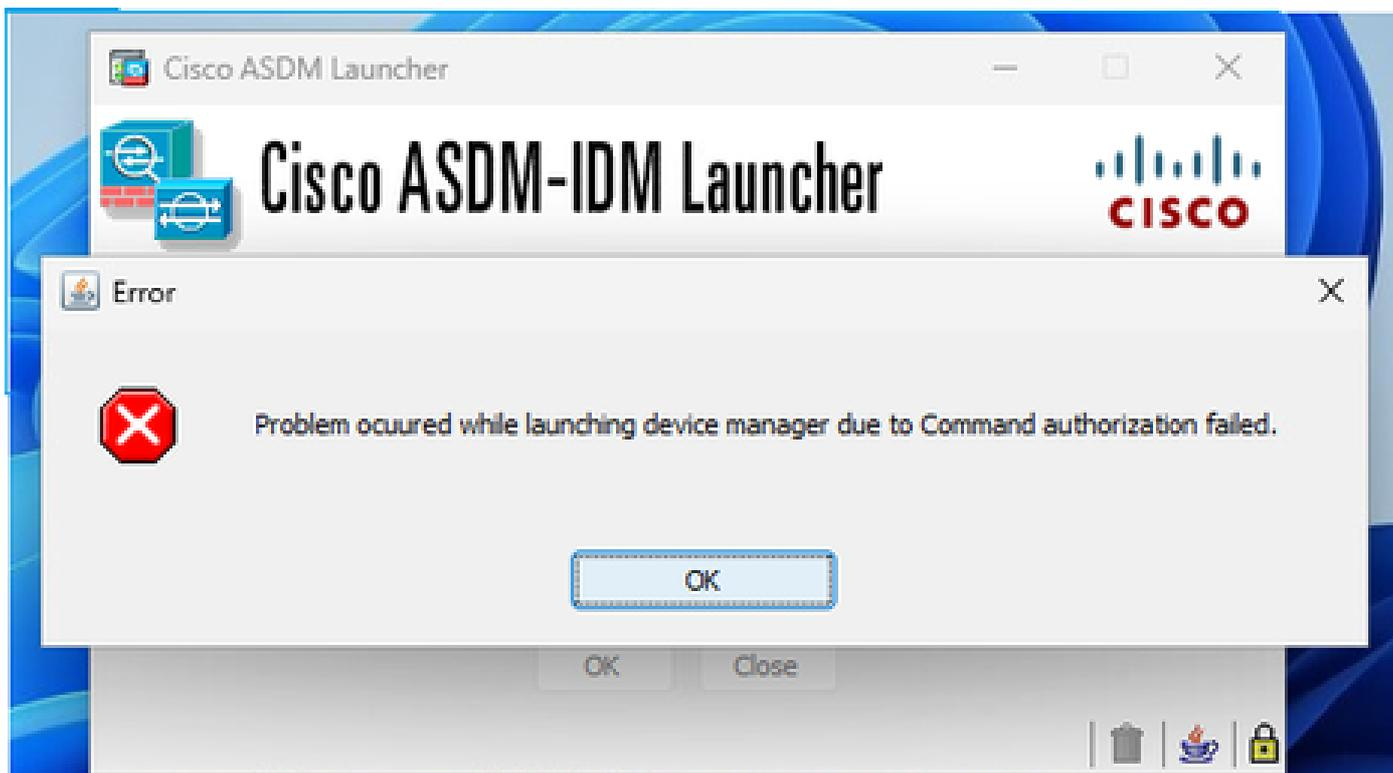 Cisco ASDM Launcher
Cisco ASDM-IDM Launcher
CISCO
Error
Problem ocuured while launching device manager due to Command authorization failed.
OK
OK Close